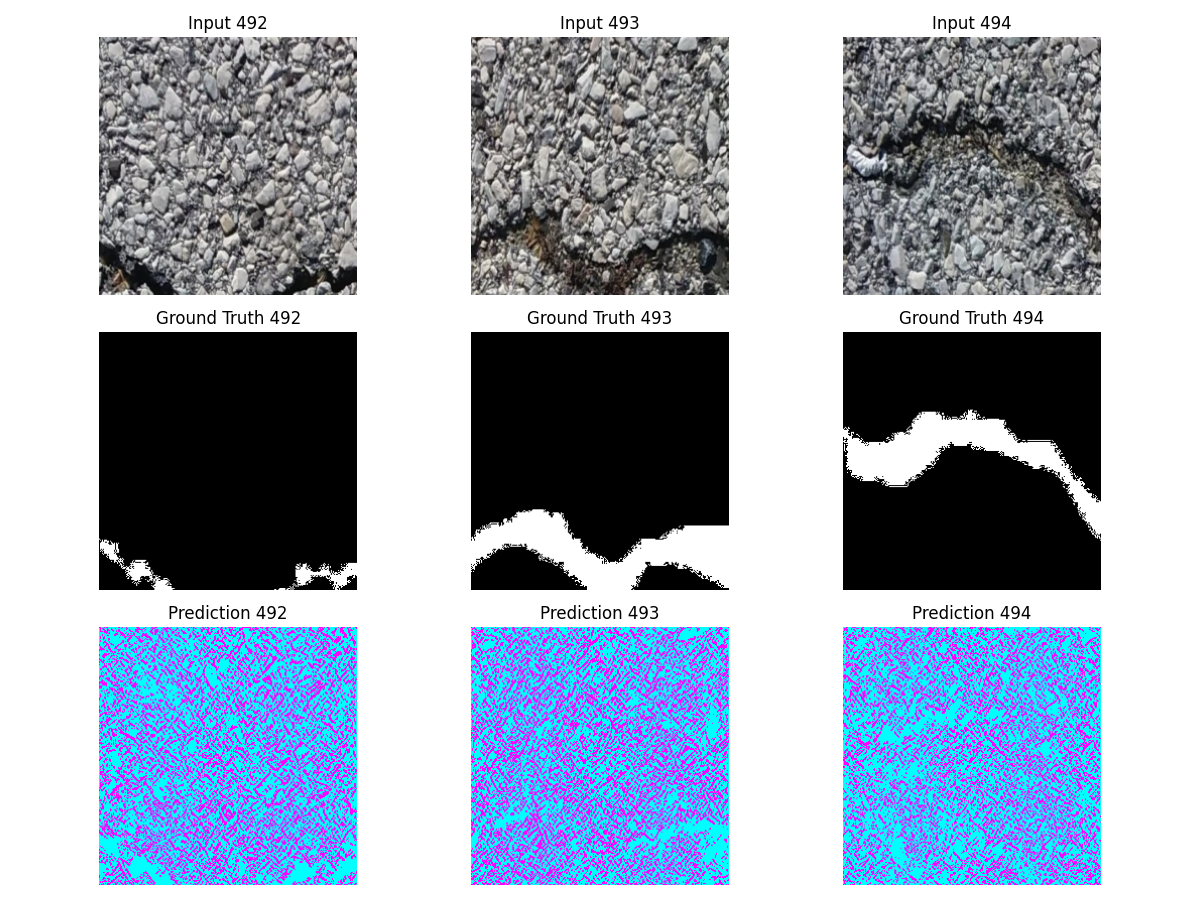 Input 492
Input 493
Input 494
Ground Truth 492
Ground Truth 493
Ground Truth 494
Prediction 492
Prediction 493
Prediction 494